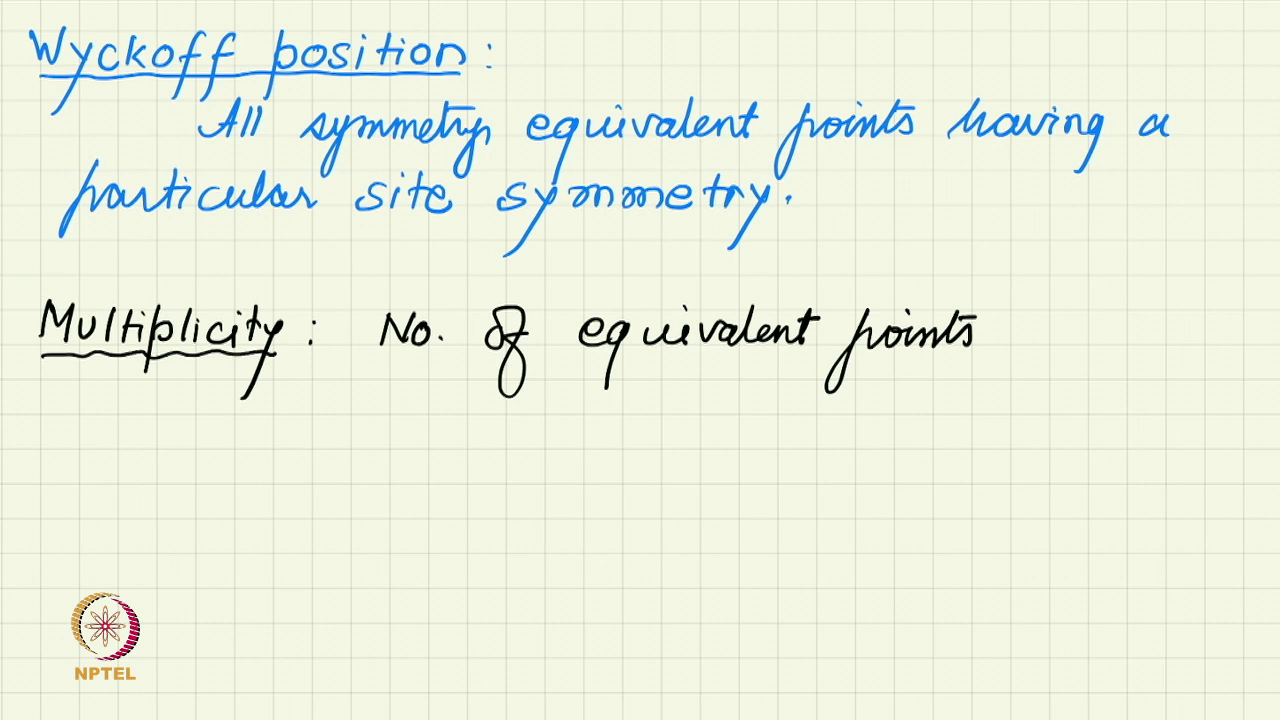 Wyckoff position:
All symmetry equivalent points having a
particular site symmetry.
Multiplicity: No. of equivalent points
NPTEL